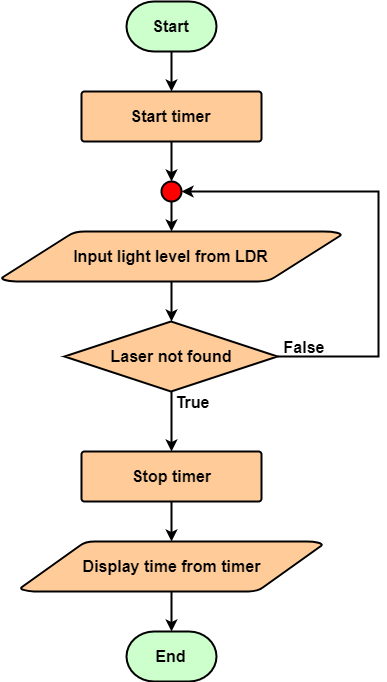 Start
Start timer
Input light level from LDR
Laser not found
False
True
Stop timer
Display time from timer
End